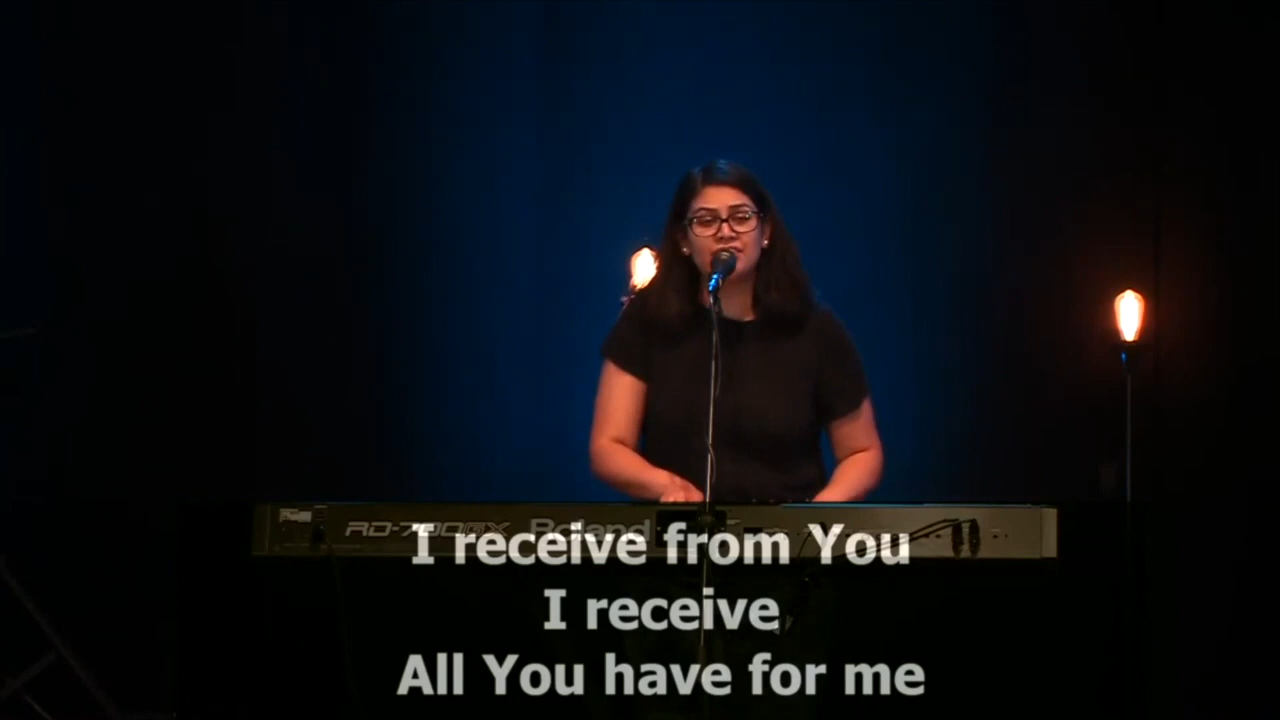 RD-700GX Roland
I receive from You
I receive
All You have for me